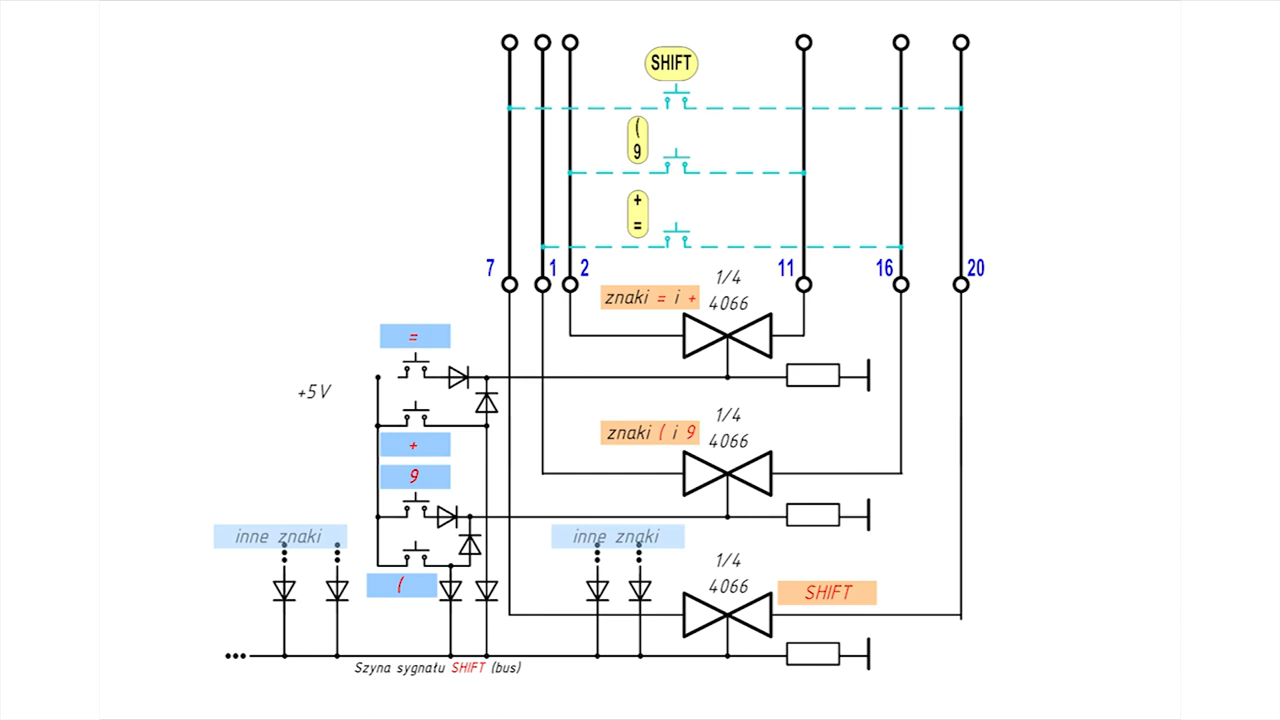 SHIFT
(
9
+
=
7
1
2
11
16
20
znaki = i +
1/4
4066
=
+5V
+
9
znaki ( i 9
1/4
4066
inne znaki
(
inne znaki
1/4
4066
SHIFT
Szyna sygnału SHIFT (bus)